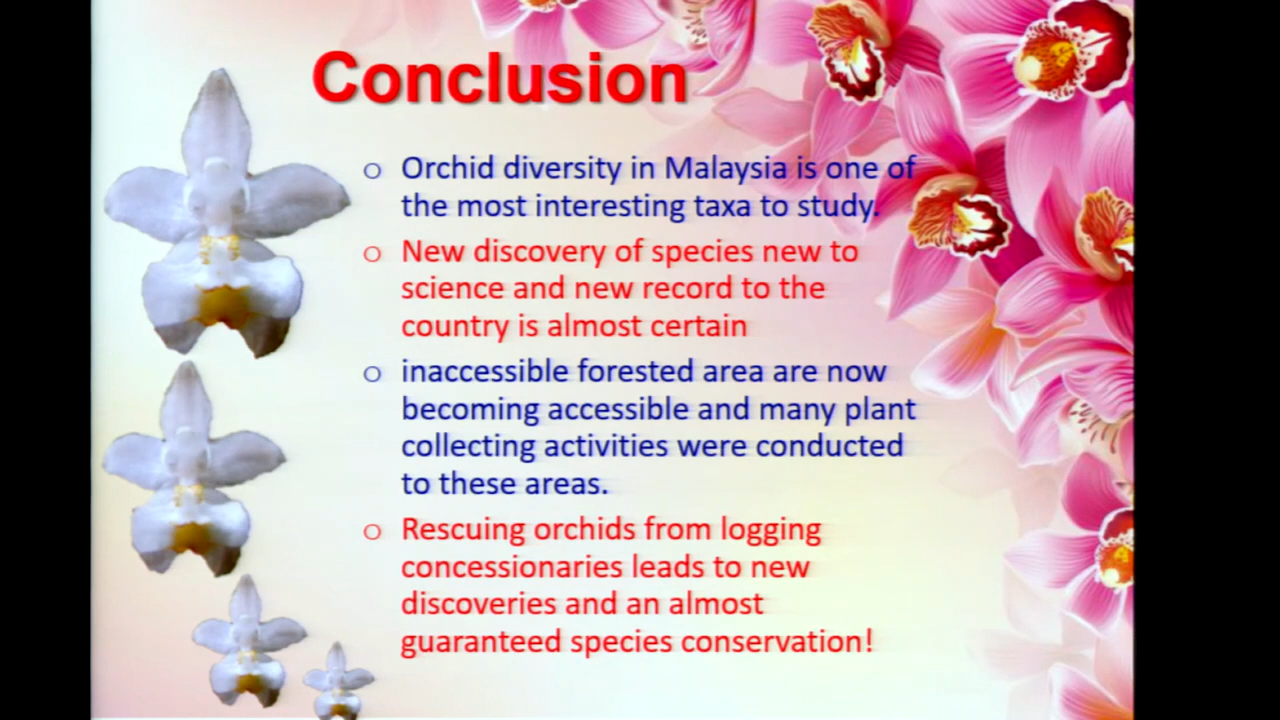 Conclusion
o Orchid diversity in Malaysia is one of
the most interesting taxa to study.
o New discovery of species new to
science and new record to the
country is almost certain
o inaccessible forested area are now
becoming accessible and many plant
collecting activities were conducted
to these areas.
o Rescuing orchids from logging
concessionaries leads to new
discoveries and an almost
guaranteed species conservation!